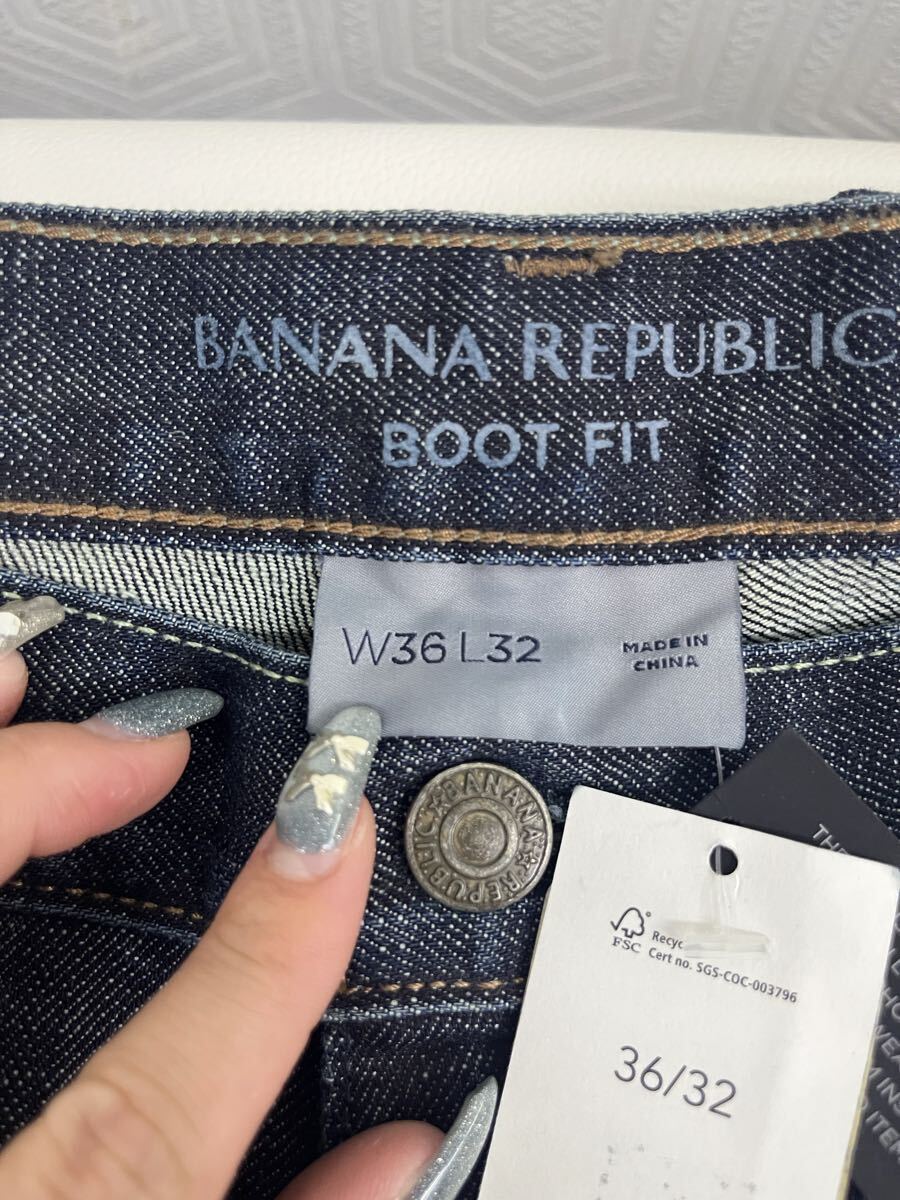 BANANA REPUBLIC
BOOT FIT
W36 L32
MADE IN
CHINA
BANANA★REPUBLIC★
FSC
Cert no. SGS-COC-003796
36/32